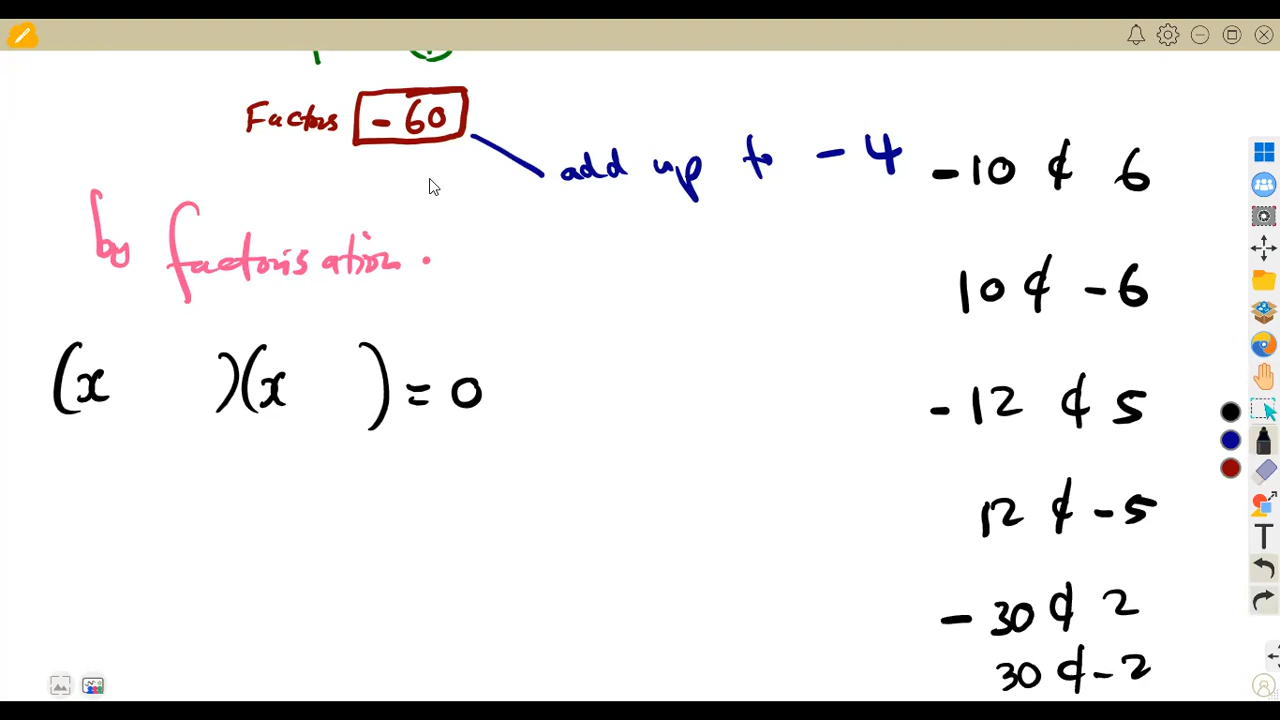 Factors -60
add up to -4
by factorisation.
(x )(x ) = 0
-10 & 6
10 & -6
-12 & 5
12 & -5
-30 & 2
30 & -2
T